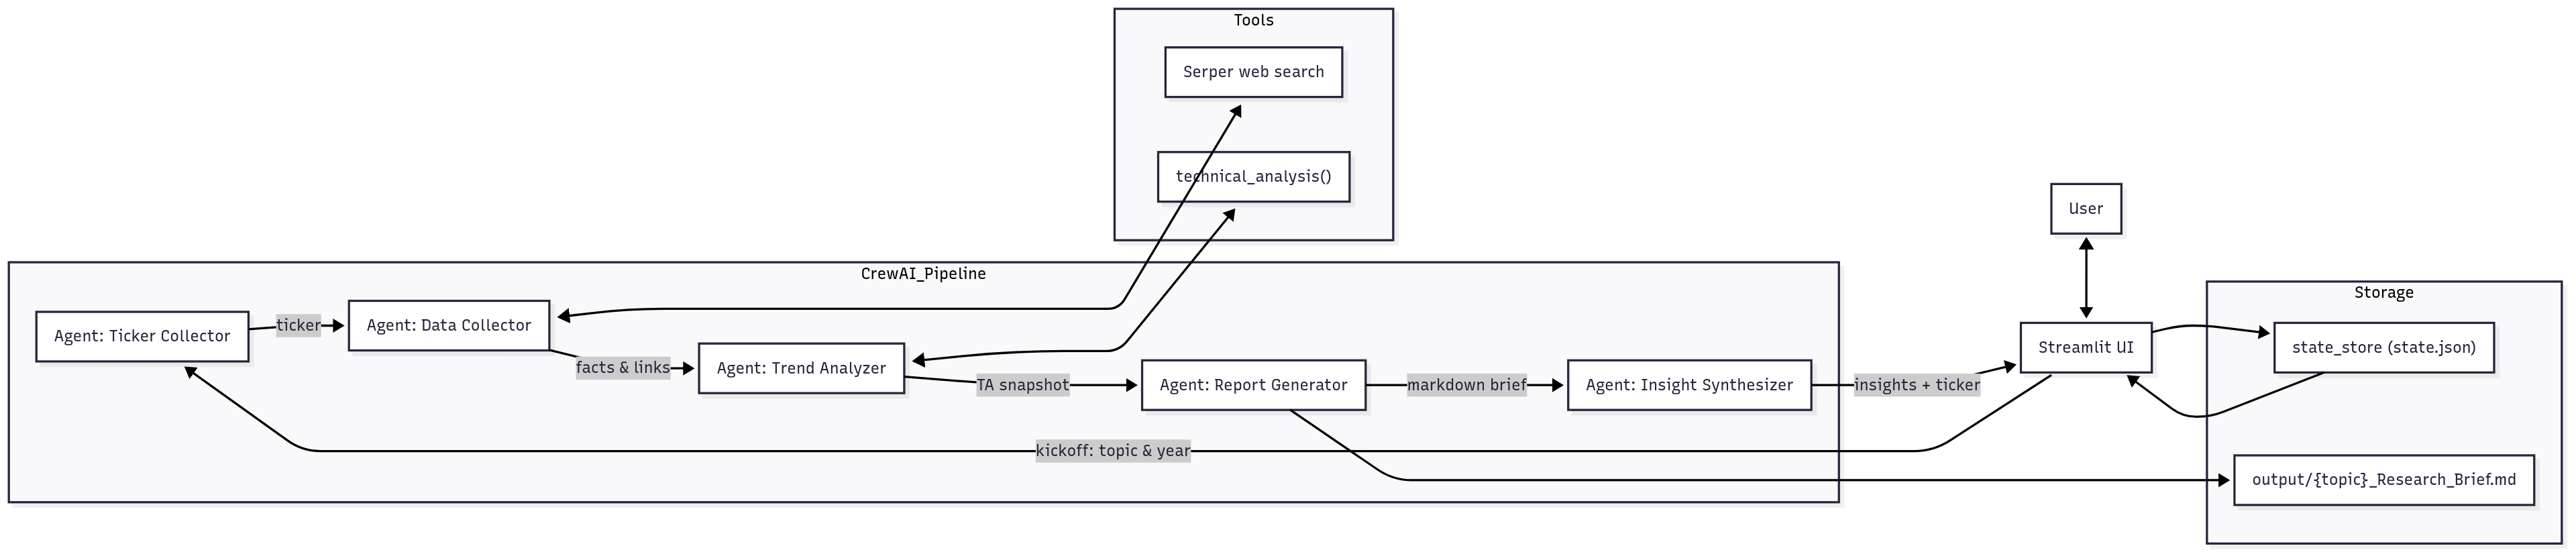 Tools
Serper web search
technical_analysis()
User
CrewAI_Pipeline
Storage
Agent: Ticker Collector
ticker
Agent: Data Collector
facts & links
Agent: Trend Analyzer
TA snapshot
Agent: Report Generator
markdown brief
Agent: Insight Synthesizer
insights + ticker
Streamlit UI
state_store (state.json)
kickoff: topic & year
output/{topic}_Research_Brief.md